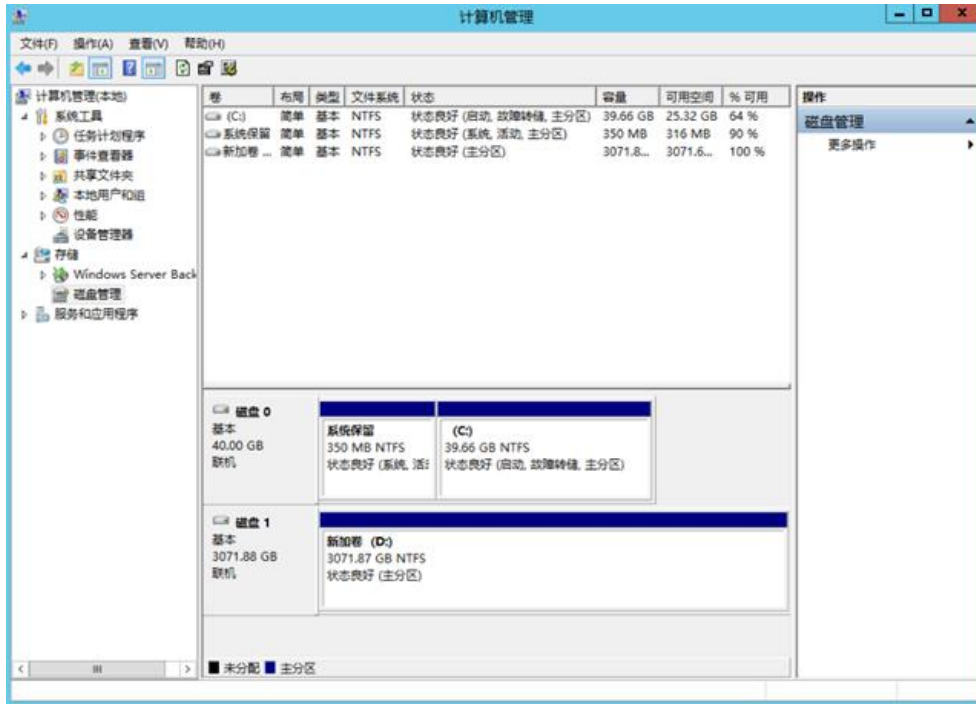 计算机管理
文件(F) 操作(A) 查看(V) 帮助(H)
计算机管理(本地)
系统工具
任务计划程序
事件查看器
共享文件夹
本地用户和组
性能
设备管理器
存储
Windows Server Back
磁盘管理
服务和应用程序
卷 布局 类型 文件系统 状态 容量 可用空间 % 可用
(C:) 简单 基本 NTFS 状态良好 (启动, 故障转储, 主分区) 39.66 GB 25.32 GB 64 %
系统保留 简单 基本 NTFS 状态良好 (系统, 活动, 主分区) 350 MB 316 MB 90 %
新加卷 ... 简单 基本 NTFS 状态良好 (主分区) 3071.8... 3071.6... 100 %
磁盘 0
基本
40.00 GB
联机
系统保留
350 MB NTFS
状态良好 (系统, 活
(C:)
39.66 GB NTFS
状态良好 (启动, 故障转储, 主分区)
磁盘 1
基本
3071.88 GB
联机
新加卷 (D:)
3071.87 GB NTFS
状态良好 (主分区)
未分配 主分区
操作
磁盘管理
更多操作